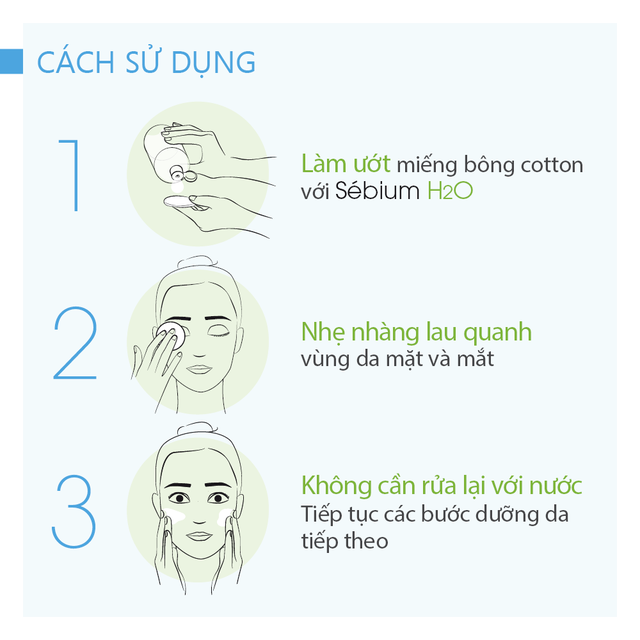 CÁCH SỬ DỤNG
1
Làm ướt miếng bông cotton
với Sébium H2O
2
Nhẹ nhàng lau quanh
vùng da mặt và mắt
3
Không cần rửa lại với nước
Tiếp tục các bước dưỡng da
tiếp theo